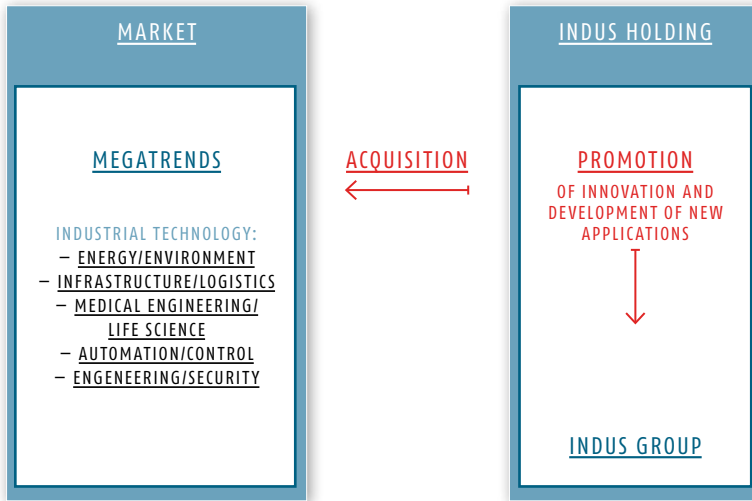 MARKET
MEGATRENDS
INDUSTRIAL TECHNOLOGY:
– ENERGY/ENVIRONMENT
– INFRASTRUCTURE/LOGISTICS
– MEDICAL ENGINEERING/
LIFE SCIENCE
– AUTOMATION/CONTROL
– ENGENEERING/SECURITY
ACQUISITION
INDUS HOLDING
PROMOTION
OF INNOVATION AND
DEVELOPMENT OF NEW
APPLICATIONS
INDUS GROUP